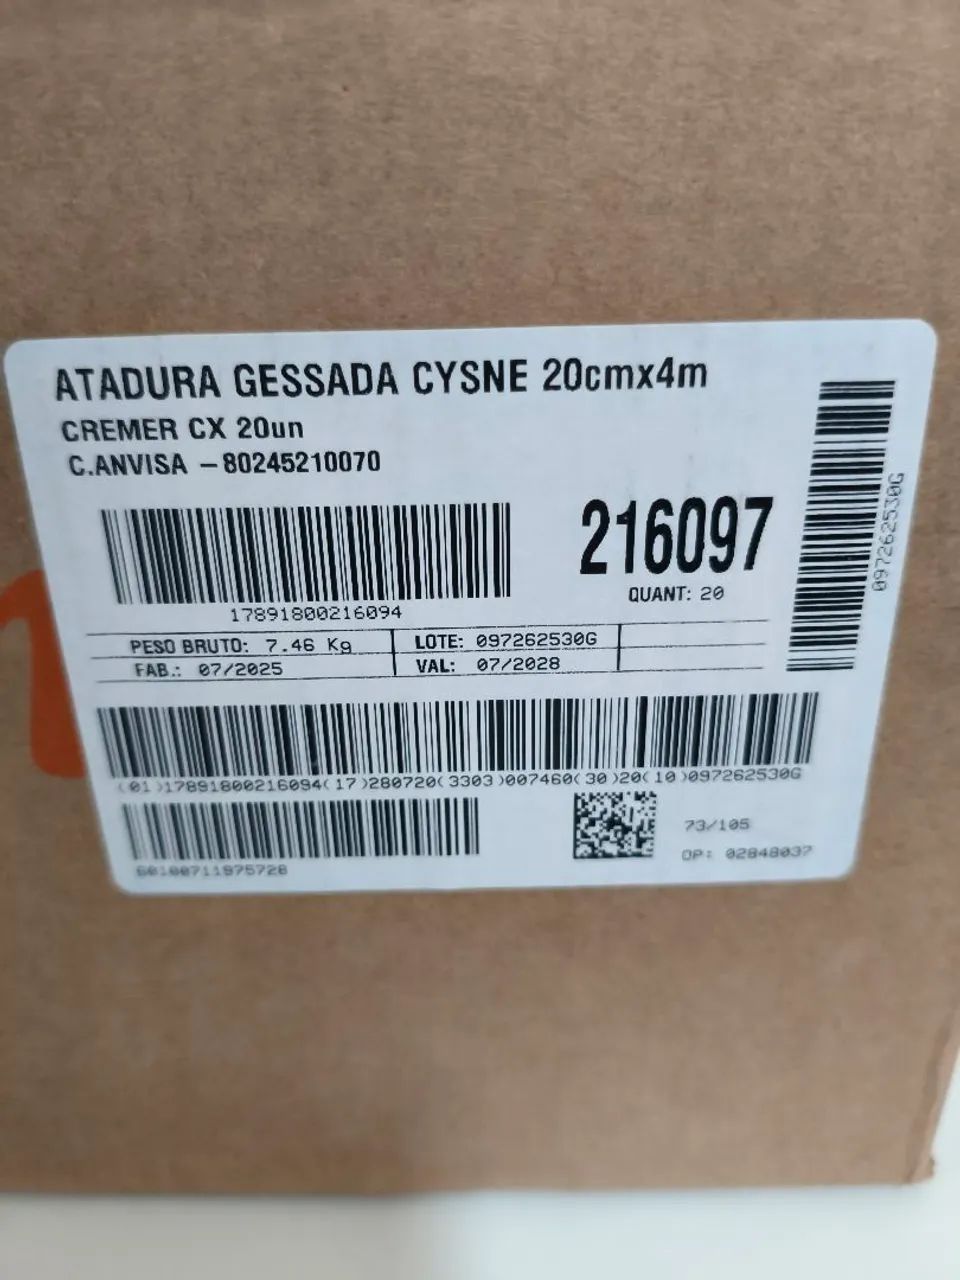 ATADURA GESSADA CYSNE 20cmx4m
CREMER CX 20un
C.ANVISA – 80245210070
17891800216094
216097
QUANT: 20
097262530G
PESO BRUTO: 7.46 Kg
LOTE: 097262530G
FAB.: 07/2025
VAL: 07/2028
(01)17891800216094(17)280720(3303)007460(30)20(10)097262530G
73/105
OP: 02848037
60100711975728